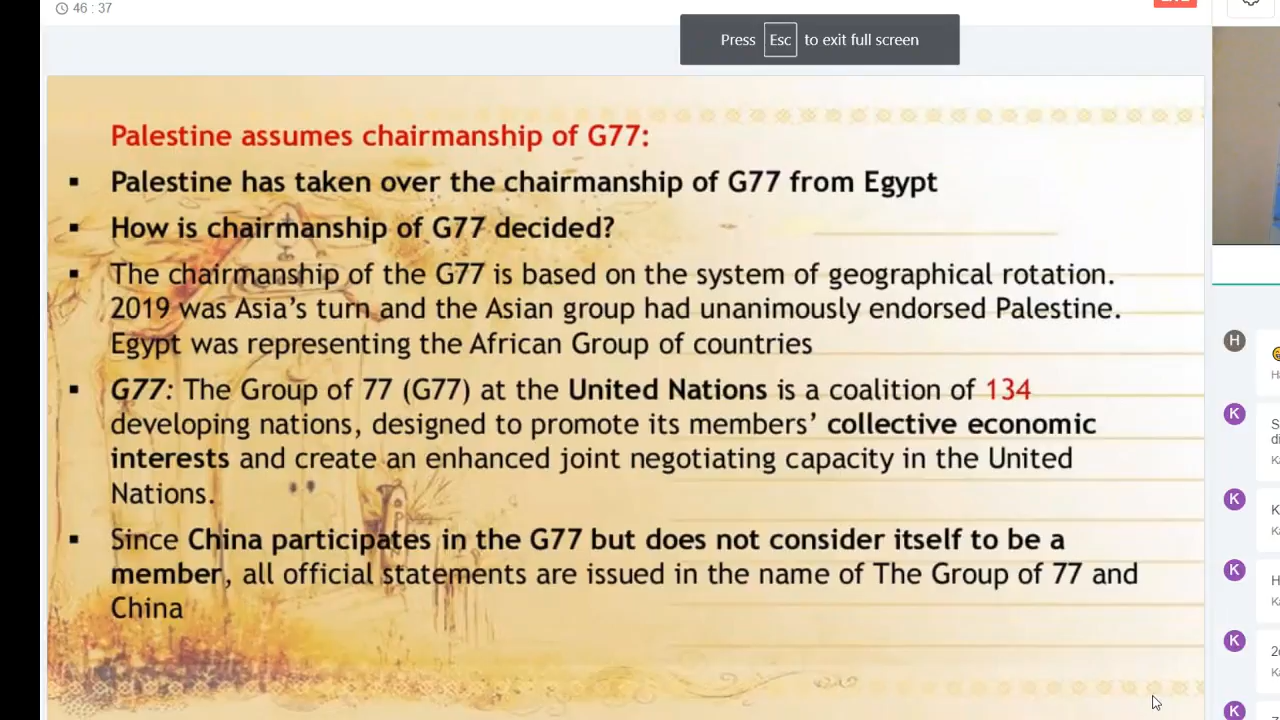 46 : 37
Press Esc to exit full screen
Palestine assumes chairmanship of G77:
▪ Palestine has taken over the chairmanship of G77 from Egypt
▪ How is chairmanship of G77 decided?
▪ The chairmanship of the G77 is based on the system of geographical rotation.
2019 was Asia’s turn and the Asian group had unanimously endorsed Palestine.
Egypt was representing the African Group of countries
▪ G77: The Group of 77 (G77) at the United Nations is a coalition of 134
developing nations, designed to promote its members’ collective economic
interests and create an enhanced joint negotiating capacity in the United
Nations.
▪ Since China participates in the G77 but does not consider itself to be a
member, all official statements are issued in the name of The Group of 77 and
China
H
K
K
K
K
K